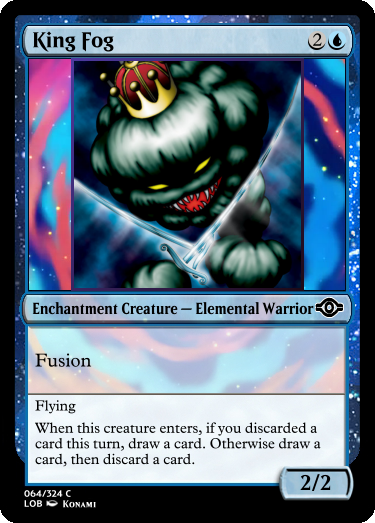 King Fog 2
Enchantment Creature — Elemental Warrior
Fusion
Flying
When this creature enters, if you discarded a
card this turn, draw a card. Otherwise draw a
card, then discard a card.
2/2
064/324 C
LOB Konami